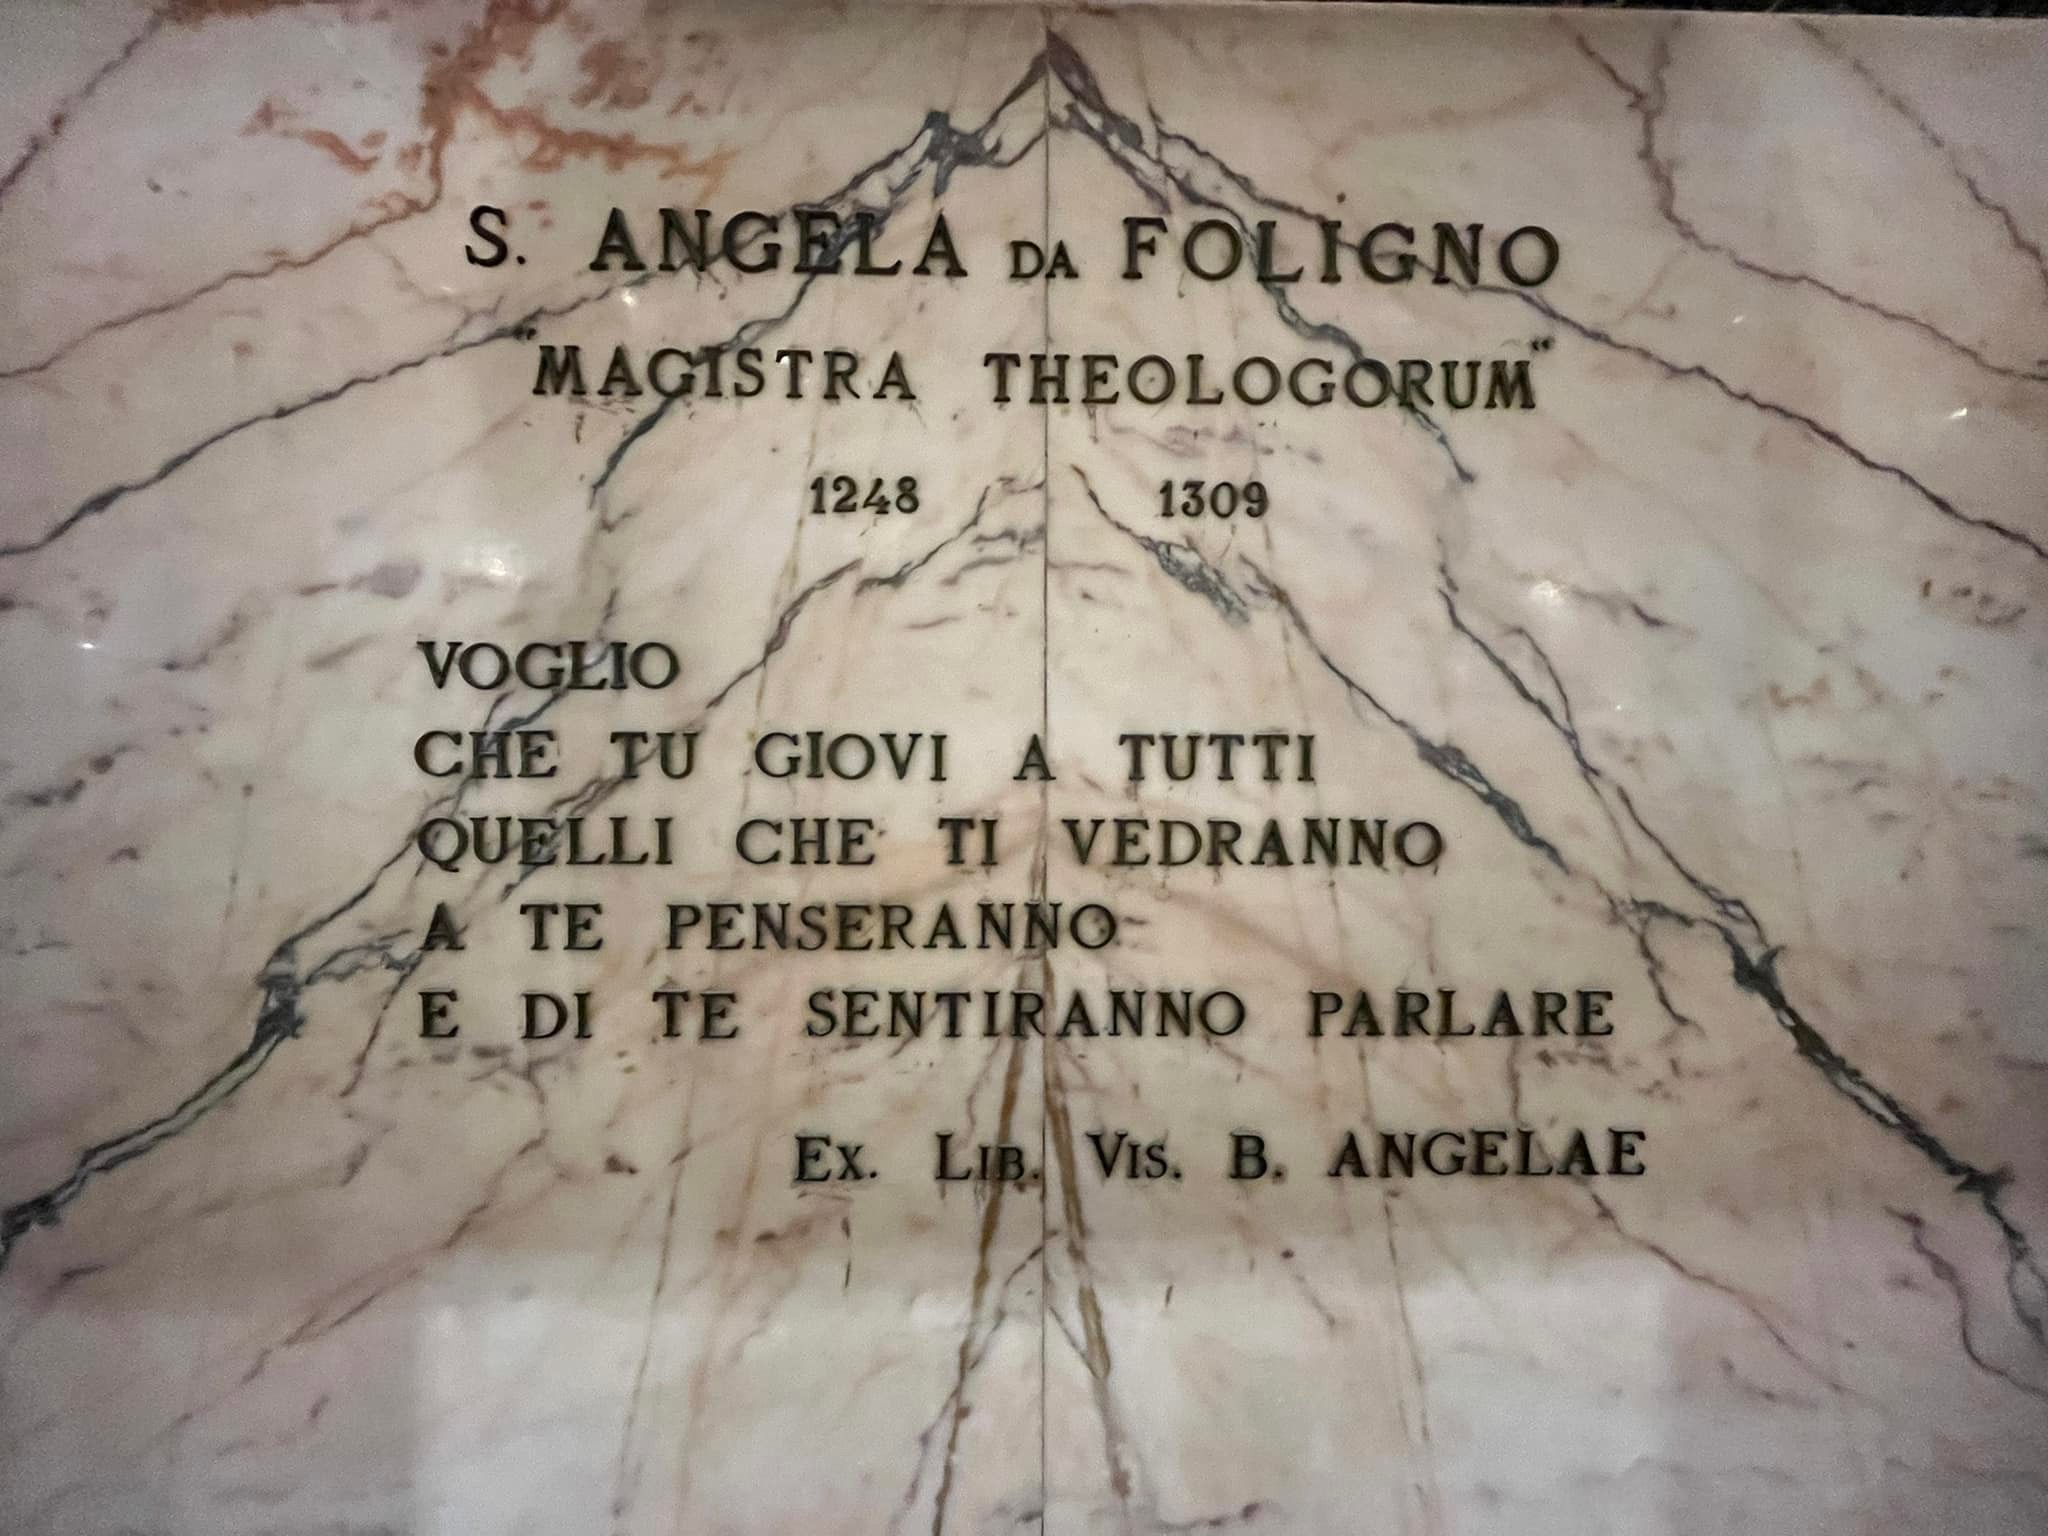 S. ANGELA DA FOLIGNO
"MAGISTRA THEOLOGORUM"
1248 1309
VOGLIO
CHE TU GIOVI A TUTTI
QUELLI CHE TI VEDRANNO
A TE PENSERANNO
E DI TE SENTIRANNO PARLARE
EX. LIB. VIS. B. ANGELAE